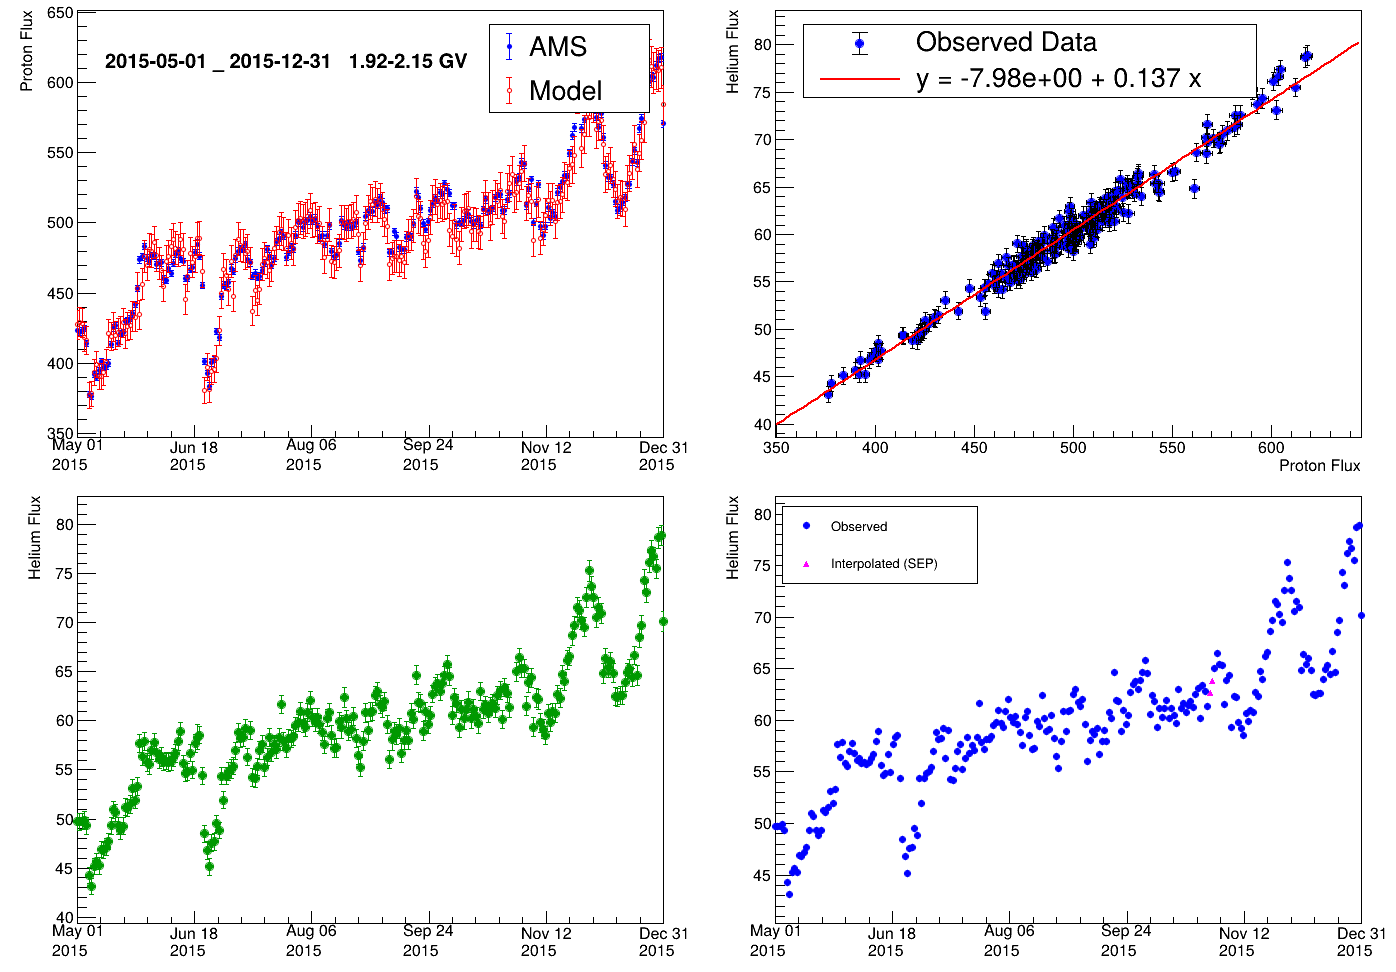 Proton Flux
650
600
550
500
450
400
350
2015-05-01 _ 2015-12-31 1.92-2.15 GV
AMS
Model
May 01 2015
Jun 18 2015
Aug 06 2015
Sep 24 2015
Nov 12 2015
Dec 31 2015
Helium Flux
80
75
70
65
60
55
50
45
40
Observed Data
y = -7.98e+00 + 0.137 x
350 400 450 500 550 600
Proton Flux
Helium Flux
80
75
70
65
60
55
50
45
40
May 01 2015
Jun 18 2015
Aug 06 2015
Sep 24 2015
Nov 12 2015
Dec 31 2015
Helium Flux
80
75
70
65
60
55
50
45
Observed
Interpolated (SEP)
May 01 2015
Jun 18 2015
Aug 06 2015
Sep 24 2015
Nov 12 2015
Dec 31 2015